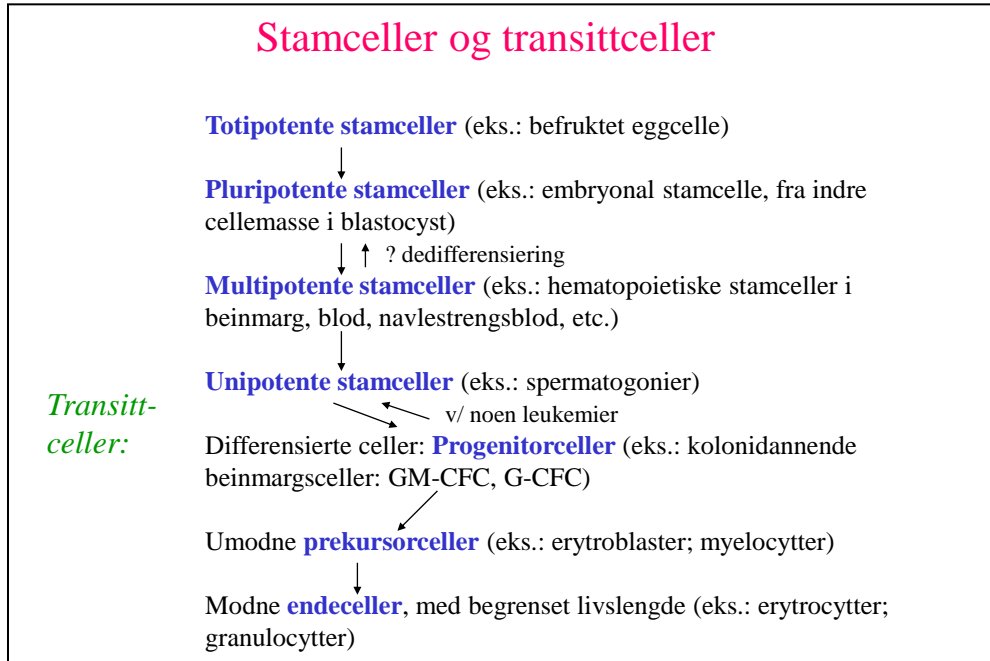 Stamceller og transittceller
Totipotente stamceller (eks.: befruktet eggcelle)
Pluripotente stamceller (eks.: embryonal stamcelle, fra indre
cellemasse i blastocyst)
? dedifferensiering
Multipotente stamceller (eks.: hematopoietiske stamceller i
beinmarg, blod, navlestrengsblod, etc.)
Unipotente stamceller (eks.: spermatogonier)
v/ noen leukemier
Transitt-
celler:
Differensierte celler: Progenitorceller (eks.: kolonidannende
beinmargsceller: GM-CFC, G-CFC)
Umodne prekursorceller (eks.: erytroblaster; myelocytter)
Modne endeceller, med begrenset livslengde (eks.: erytrocytter;
granulocytter)